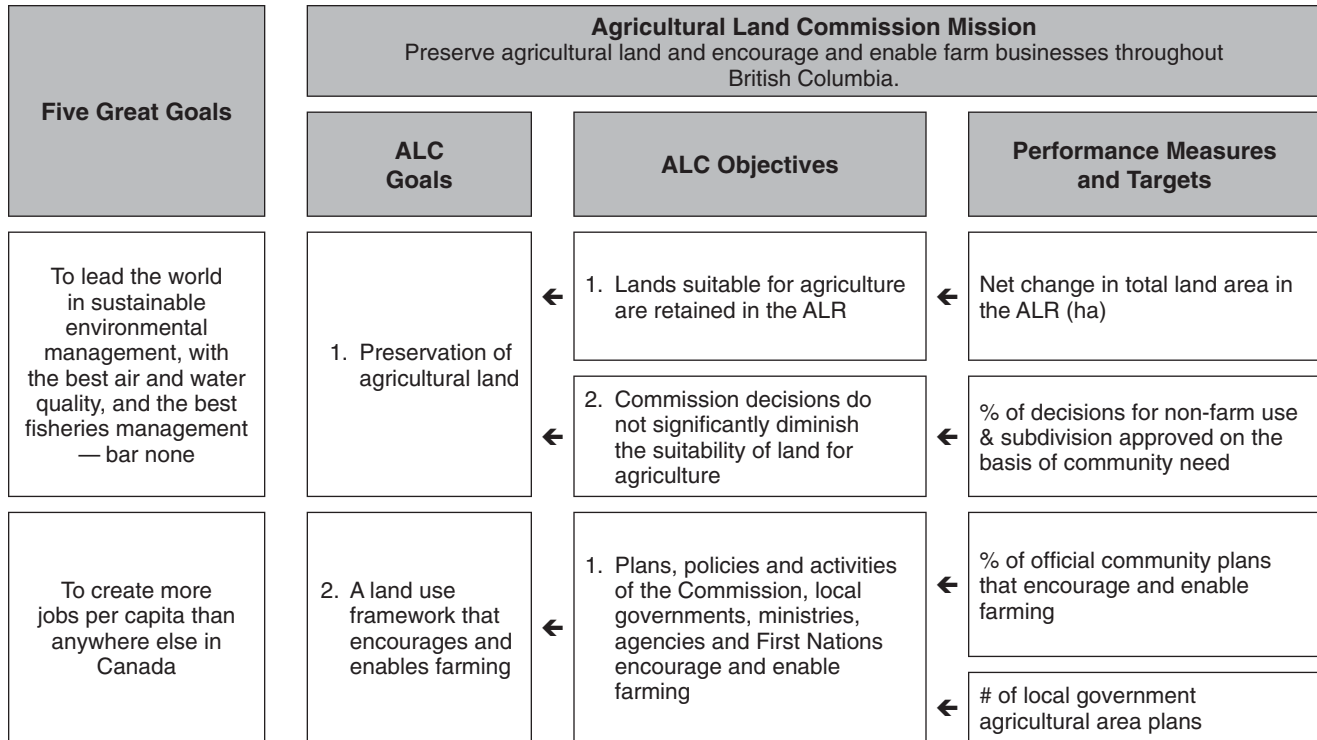 Five Great Goals
Agricultural Land Commission Mission
Preserve agricultural land and encourage and enable farm businesses throughout
British Columbia.
ALC
Goals
ALC Objectives
Performance Measures
and Targets
To lead the world
in sustainable
environmental
management, with
the best air and water
quality, and the best
fisheries management
— bar none
1. Preservation of
agricultural land
1. Lands suitable for agriculture
are retained in the ALR
Net change in total land area in
the ALR (ha)
2. Commission decisions do
not significantly diminish
the suitability of land for
agriculture
% of decisions for non-farm use
& subdivision approved on the
basis of community need
To create more
jobs per capita than
anywhere else in
Canada
2. A land use
framework that
encourages and
enables farming
1. Plans, policies and activities
of the Commission, local
governments, ministries,
agencies and First Nations
encourage and enable
farming
% of official community plans
that encourage and enable
farming
# of local government
agricultural area plans